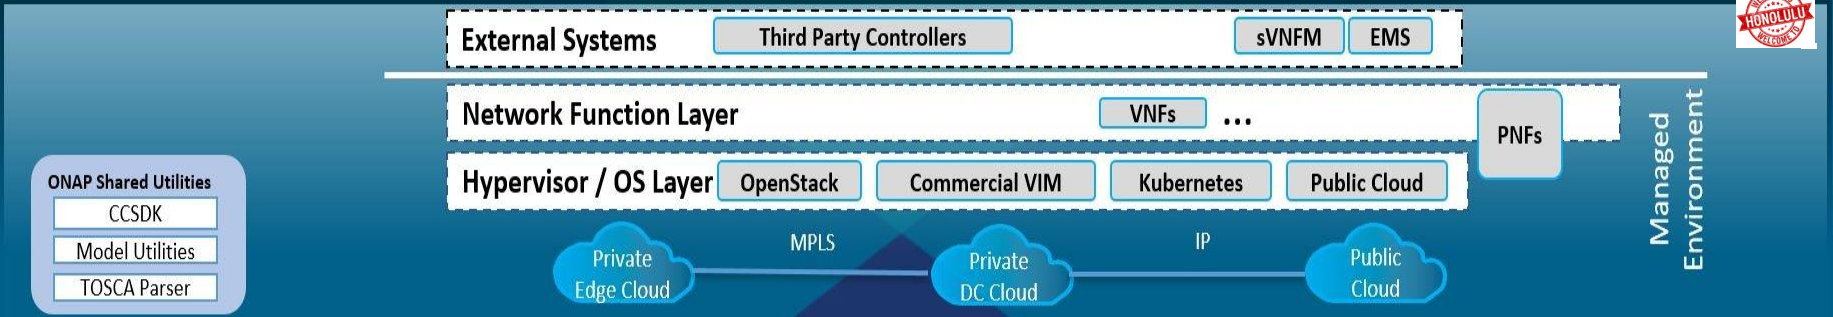 External Systems
Third Party Controllers
sVNFM
EMS
HONOLULU
WELCOME TO
Network Function Layer
VNFs
...
PNFs
Managed
Environment
Hypervisor / OS Layer
OpenStack
Commercial VIM
Kubernetes
Public Cloud
ONAP Shared Utilities
CCSDK
Model Utilities
TOSCA Parser
Private
Edge Cloud
MPLS
Private
DC Cloud
IP
Public
Cloud